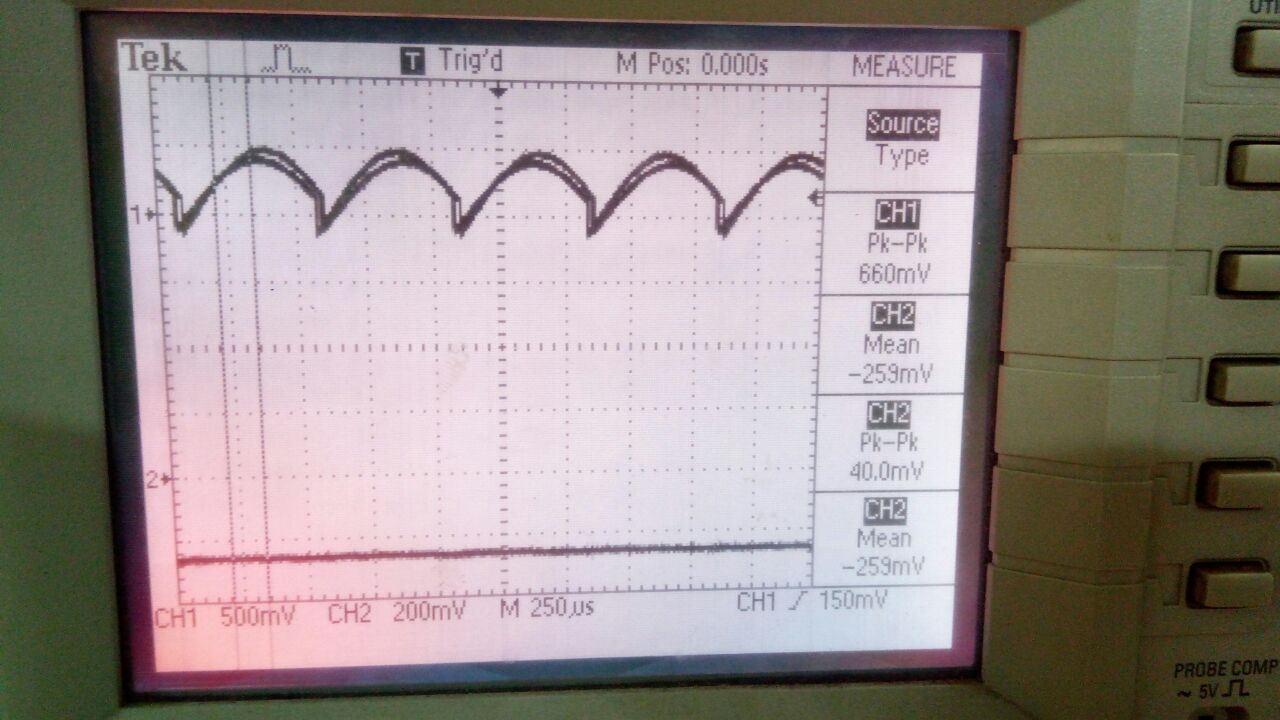 Tek T Trig'd M Pos: 0.000s MEASURE
Source
Type
CH1
Pk-Pk
660mV
CH2
Mean
-259mV
CH2
Pk-Pk
40.0mV
CH2
Mean
-259mV
1
2
CH1 500mV CH2 200mV M 250µs CH1 150mV
PROBE COMP
~ 5V